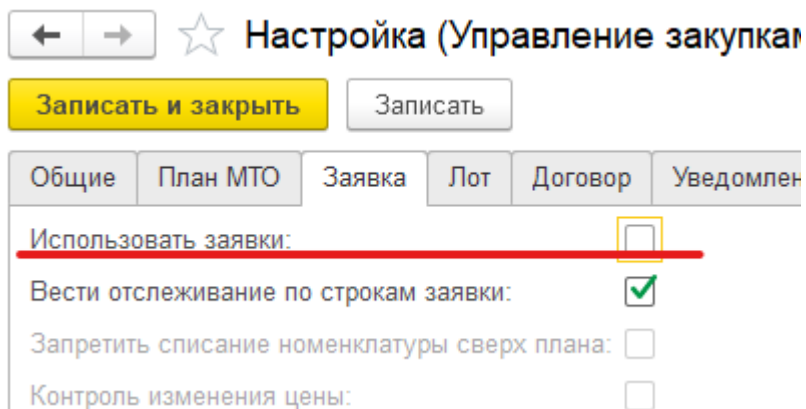 Настройка (Управление закупкам
Записать и закрыть Записать
Общие План МТО Заявка Лот Договор Уведомлен
Использовать заявки:
Вести отслеживание по строкам заявки:
Запретить списание номенклатуры сверх плана:
Контроль изменения цены: